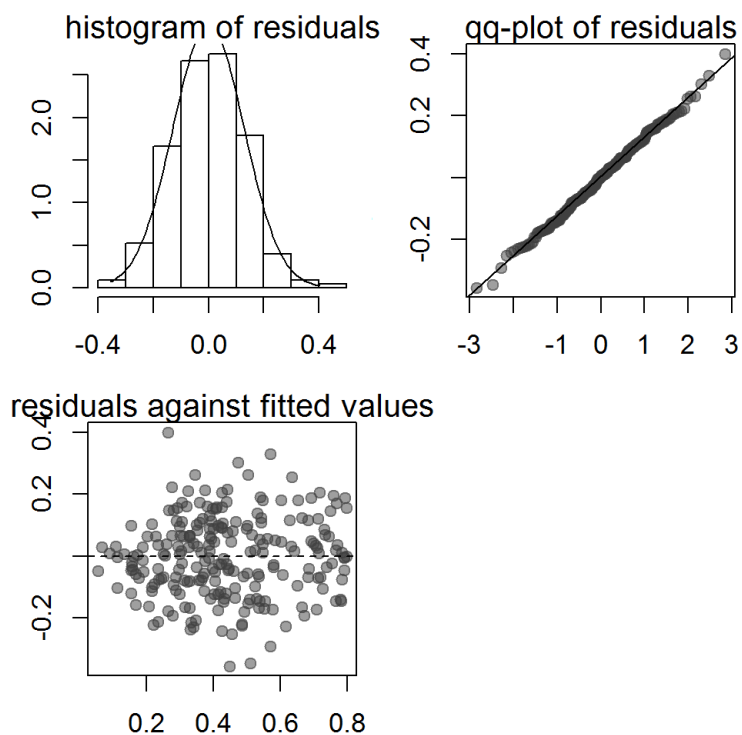 histogram of residuals
0.0 1.0 2.0
-0.4 0.0 0.4
qq-plot of residuals
-0.2 0.2 0.4
-3 -1 0 1 2 3
residuals against fitted values
-0.2 0.2 0.4
0.2 0.4 0.6 0.8